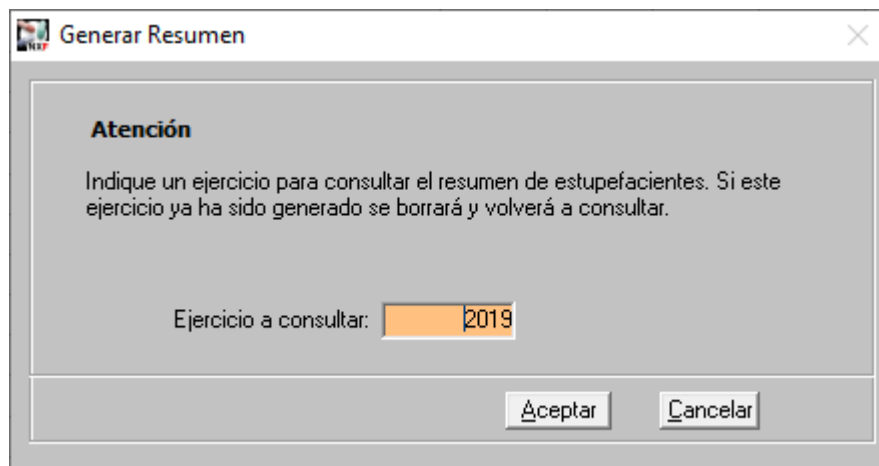 Generar Resumen
Atención
Indique un ejercicio para consultar el resumen de estupefacientes. Si este
ejercicio ya ha sido generado se borrará y volverá a consultar.
Ejercicio a consultar: 2019
Aceptar Cancelar